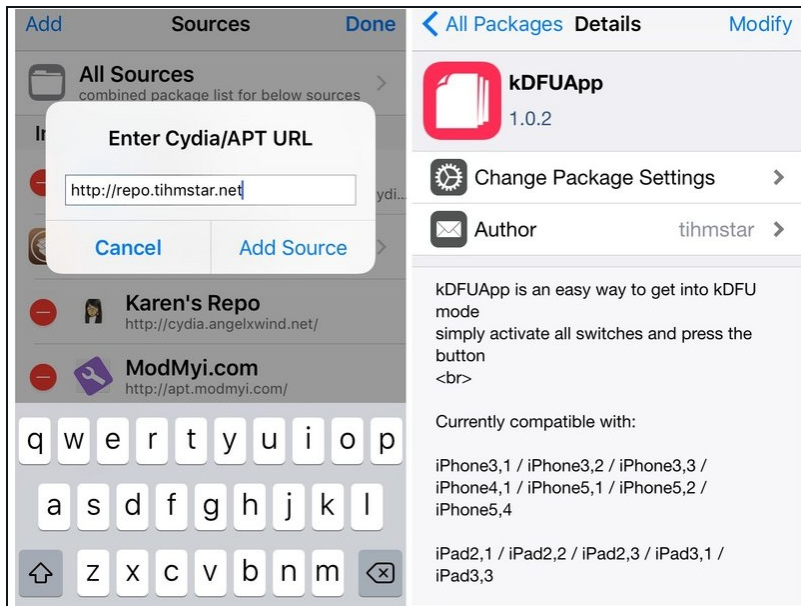 Add
Sources
Done
All Sources
combined package list for below sources
Enter Cydia/APT URL
http://repo.tihmstar.net
ydi...
Cancel
Add Source
Karen's Repo
http://cydia.angelxwind.net/
ModMyi.com
http://apt.modmyi.com/
q w e r t y u i o p
a s d f g h j k l
z x c v b n m
All Packages
Details
Modify
kDFUApp
1.0.2
Change Package Settings
Author
tihmstar
kDFUApp is an easy way to get into kDFU
mode
simply activate all switches and press the
button
<br>
Currently compatible with:
iPhone3,1 / iPhone3,2 / iPhone3,3 /
iPhone4,1 / iPhone5,1 / iPhone5,2 /
iPhone5,4
iPad2,1 / iPad2,2 / iPad2,3 / iPad3,1 /
iPad3,3